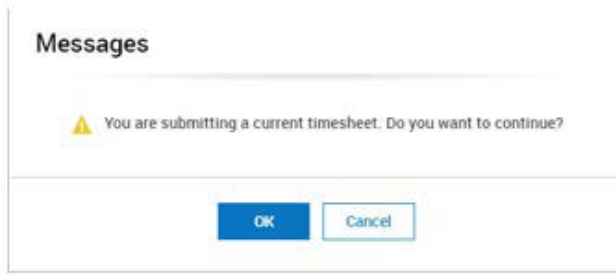 Messages
You are submitting a current timesheet. Do you want to continue?
OK
Cancel